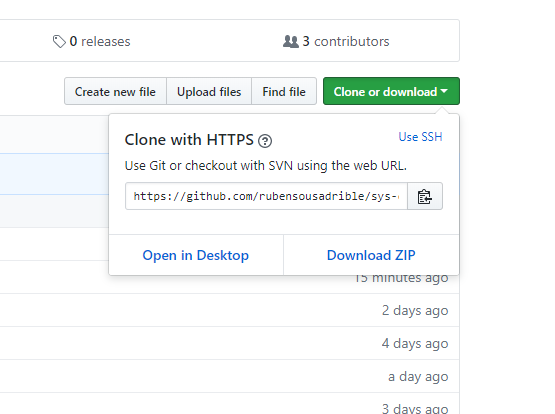 0 releases
3 contributors
Create new file
Upload files
Find file
Clone or download
Clone with HTTPS
Use SSH
Use Git or checkout with SVN using the web URL.
https://github.com/rubensousadrible/sys-
Open in Desktop
Download ZIP
15 minutes ago
2 days ago
4 days ago
a day ago
3 days ago